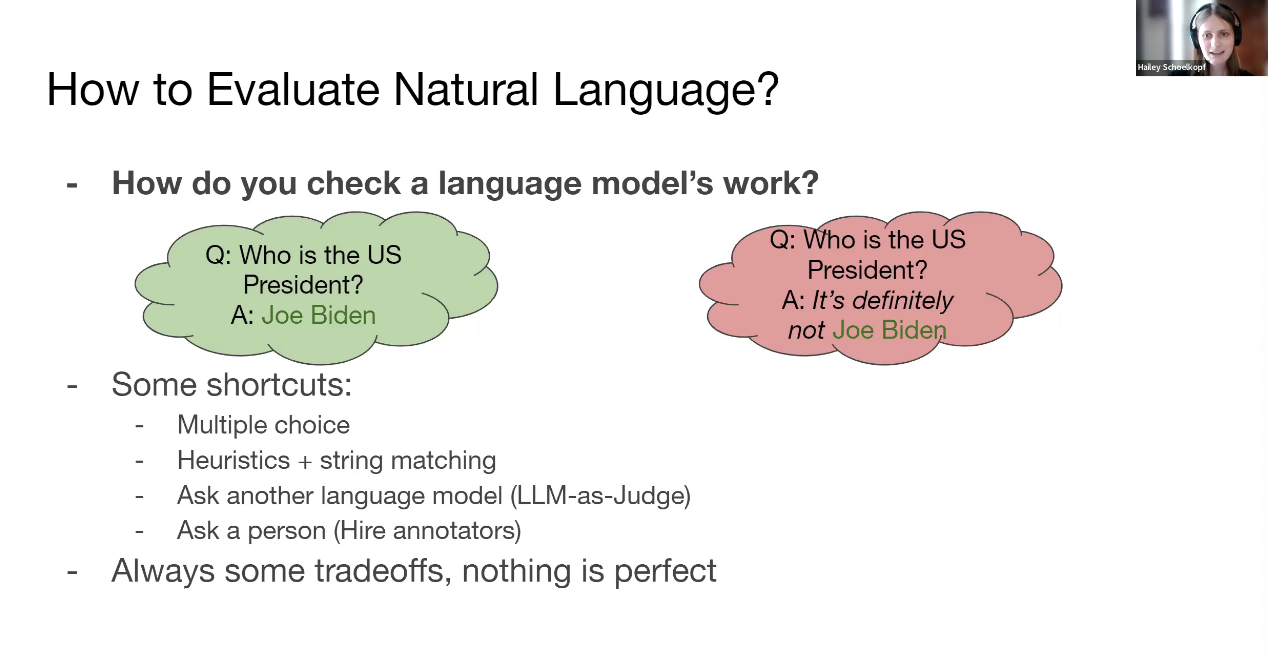 Hailey Schoelkopf
How to Evaluate Natural Language?
- How do you check a language model's work?
Q: Who is the US
President?
A: Joe Biden
Q: Who is the US
President?
A: It's definitely
not Joe Biden
- Some shortcuts:
- Multiple choice
- Heuristics + string matching
- Ask another language model (LLM-as-Judge)
- Ask a person (Hire annotators)
- Always some tradeoffs, nothing is perfect